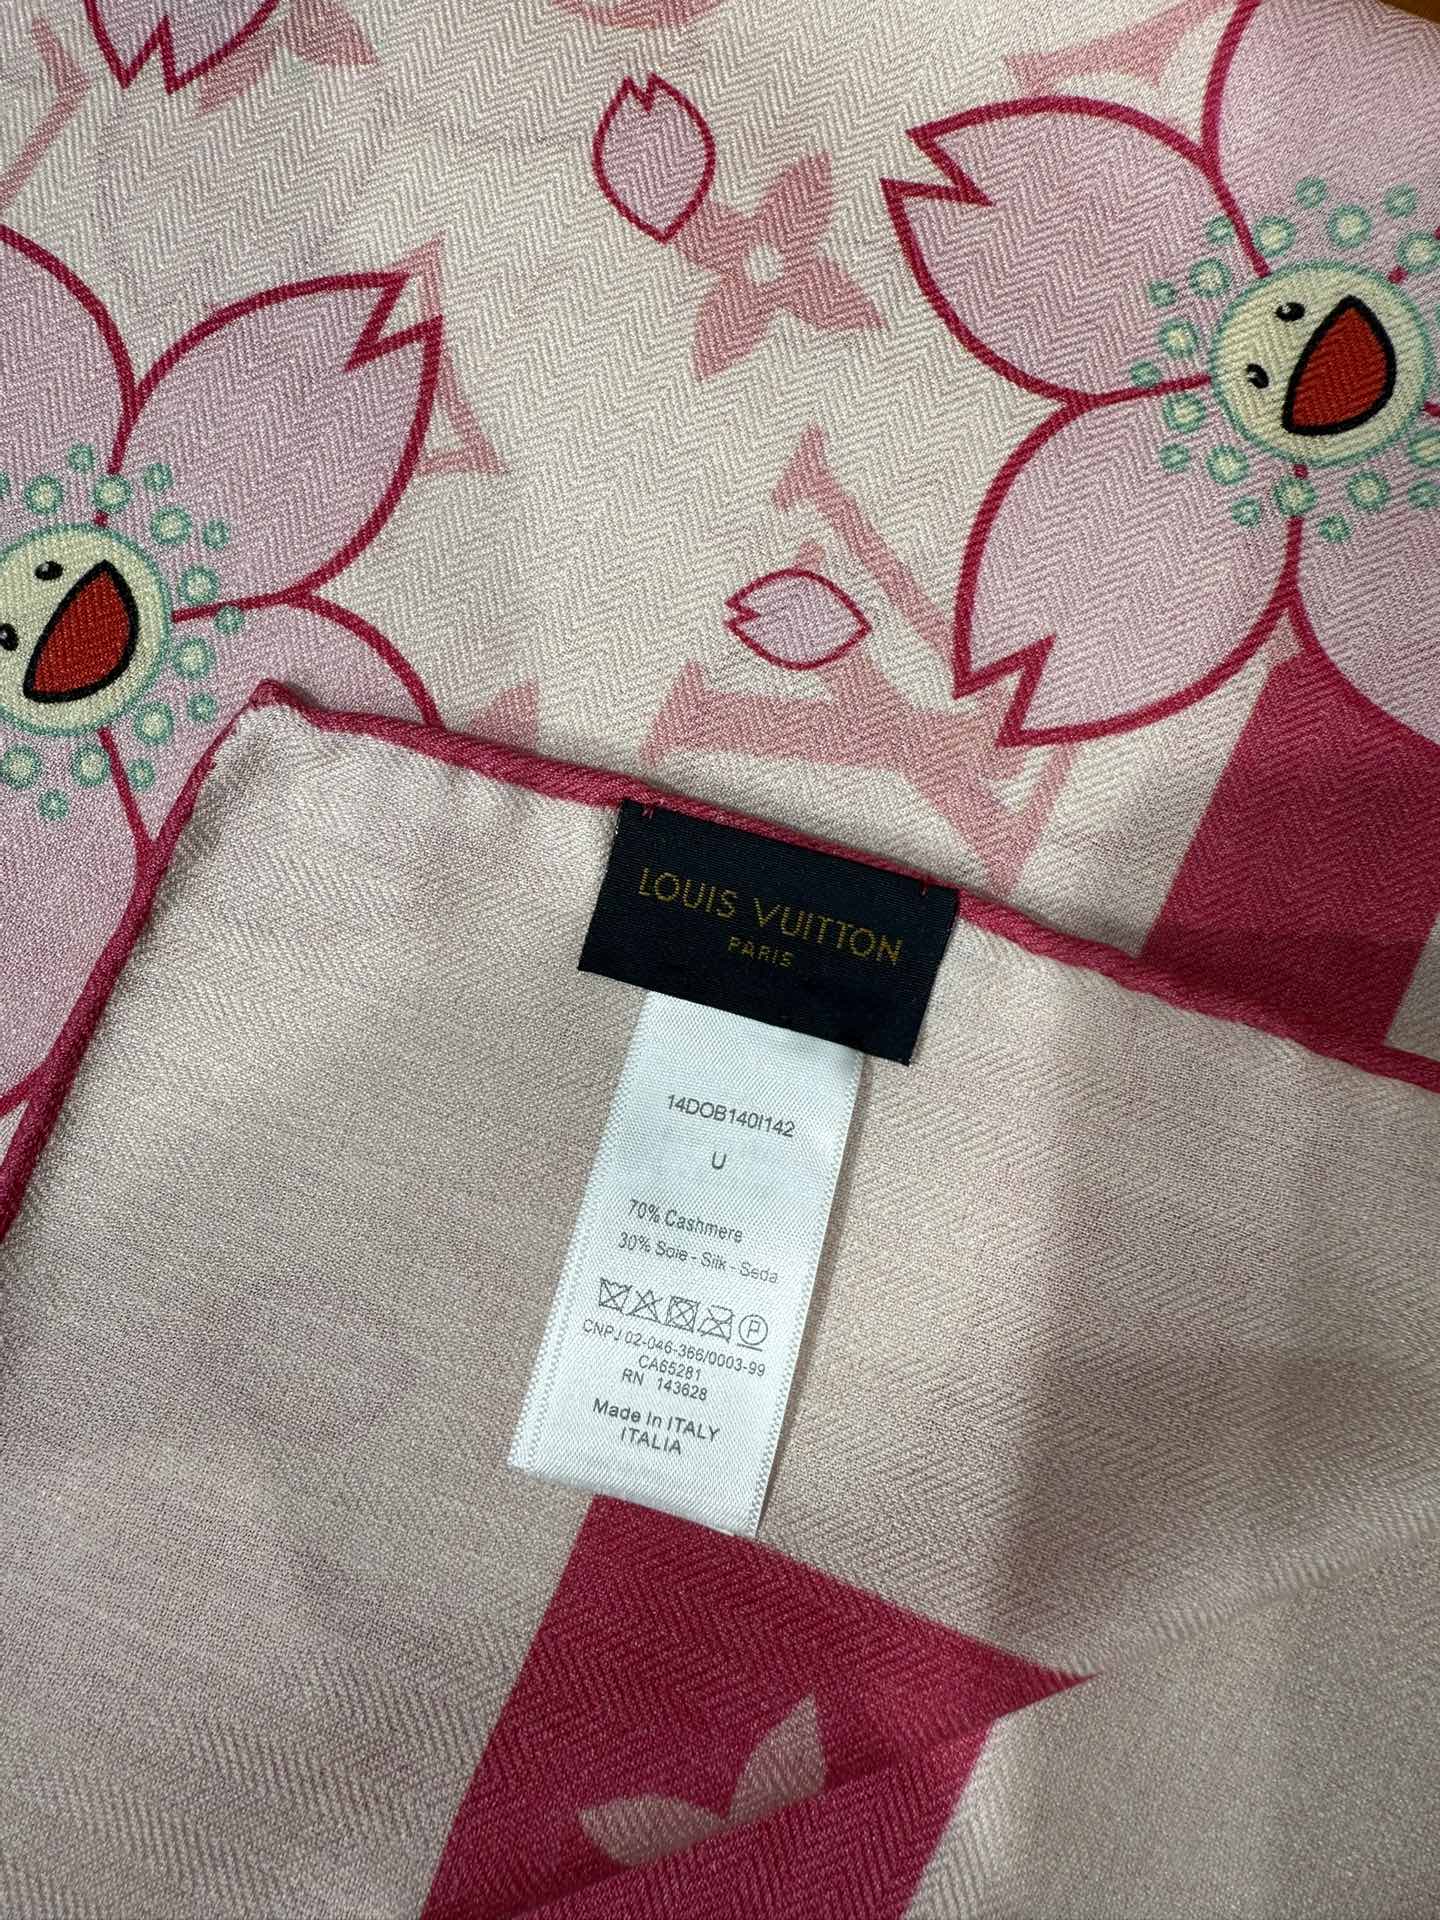 LOUIS VUITTON
PARIS
14DOB140I142
U
70% Cashmere
30% Soie - Silk - Seda
P
CNPJ 02-046-366/0003-99
CA65281
RN 143628
Made in ITALY
ITALIA